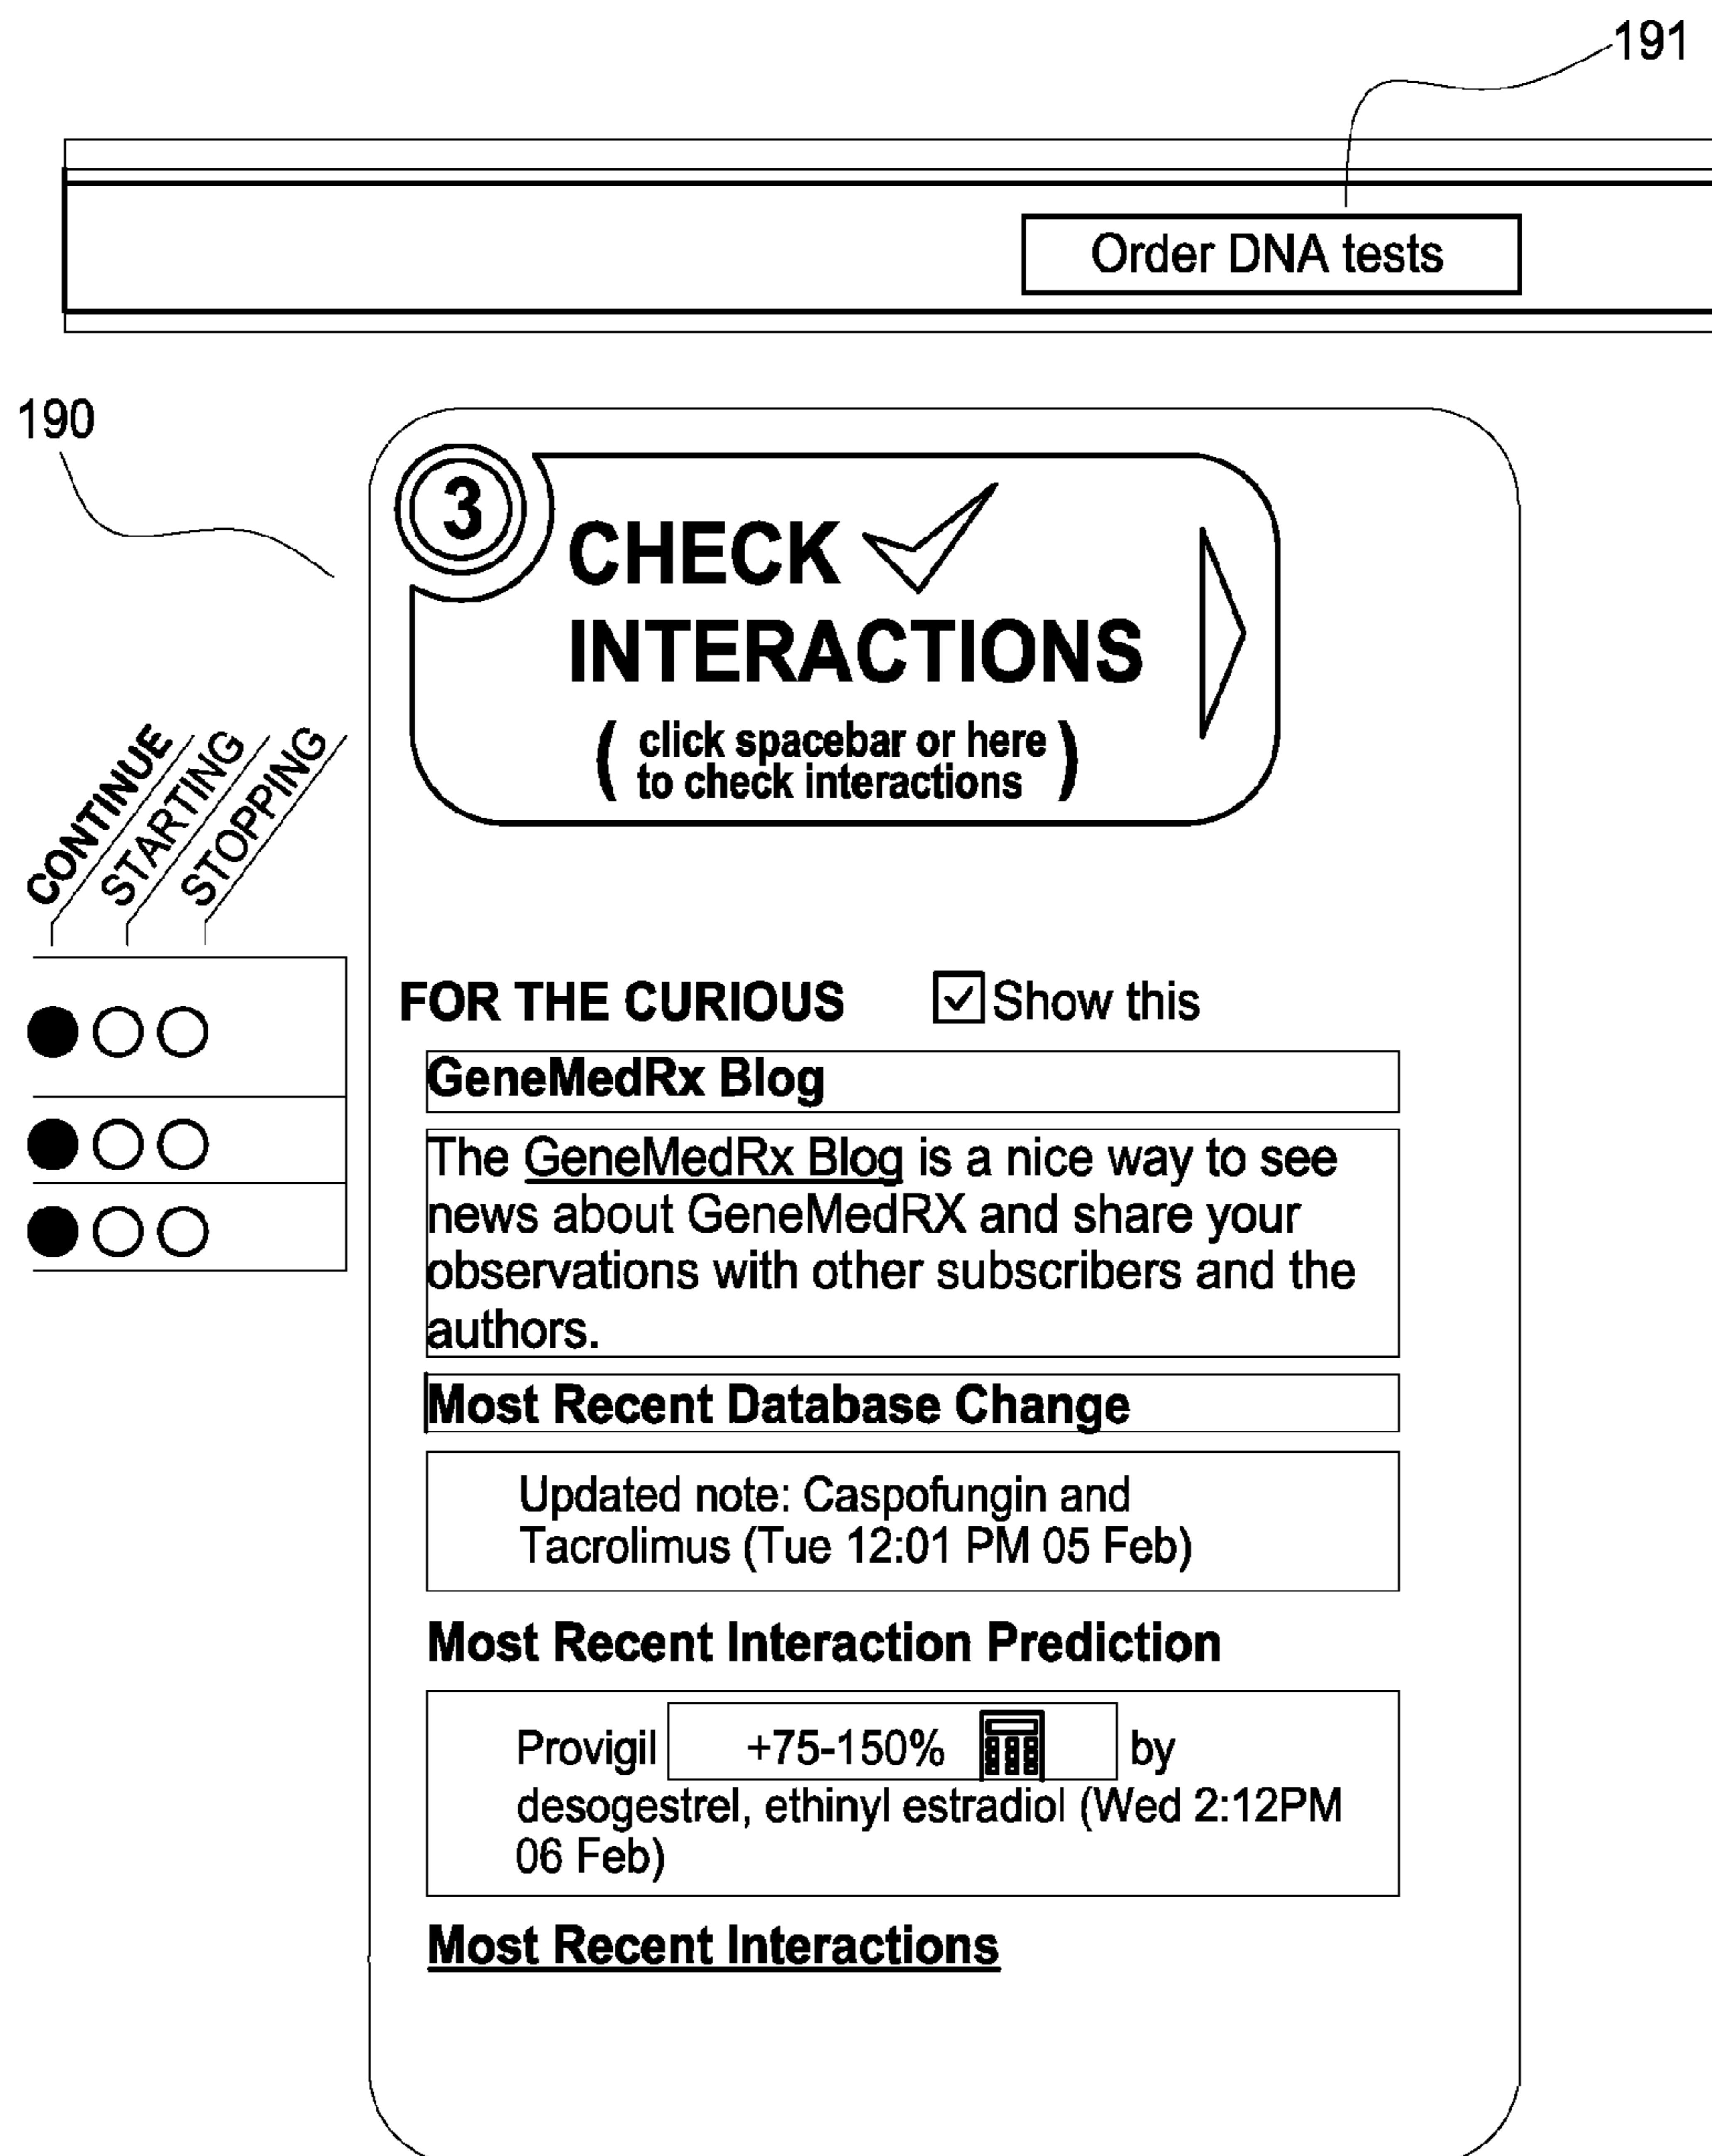 191
Order DNA tests
190
3
CHECK
INTERACTIONS
( click spacebar or here
to check interactions )
CONTINUE
STARTING
STOPPING
FOR THE CURIOUS Show this
GeneMedRx Blog
The GeneMedRx Blog is a nice way to see
news about GeneMedRX and share your
observations with other subscribers and the
authors.
Most Recent Database Change
Updated note: Caspofungin and
Tacrolimus (Tue 12:01 PM 05 Feb)
Most Recent Interaction Prediction
Provigil +75-150% by
desogestrel, ethinyl estradiol (Wed 2:12PM
06 Feb)
Most Recent Interactions